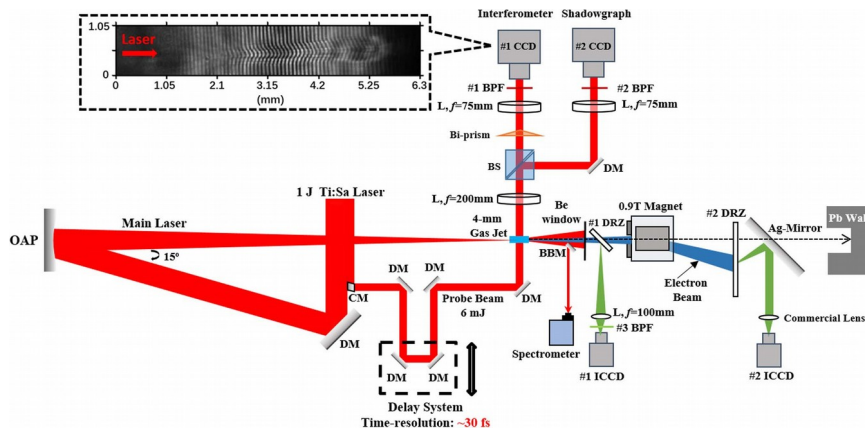 Interferometer Shadowgraph
1.05
Laser
0
0 1.05 2.1 3.15 4.2 5.25 6.3
(mm)
#1 CCD
#2 CCD
#1 BPF
#2 BPF
L, f=75mm
L, f=75mm
Bi-prism
BS
DM
1 J Ti:Sa Laser
L, f=200mm
Main Laser
OAP
15⁰
4-mm
Gas Jet
Be
window
BBM
#1 DRZ
0.9T Magnet
#2 DRZ
Ag-Mirror
Pb Wall
CM
DM
DM
DM
DM
Probe Beam
6 mJ
DM
DM
Electron
Beam
L, f=100mm
#3 BPF
Commercial Lens
Spectrometer
#1 ICCD
#2 ICCD
Delay System
Time-resolution: ~30 fs